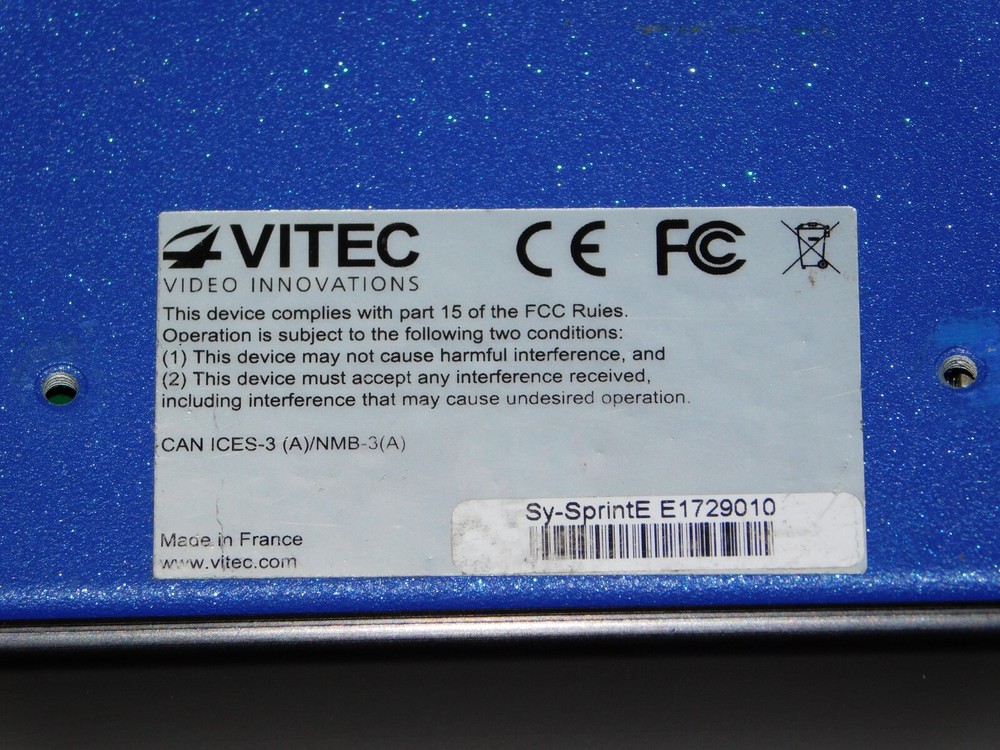 VITEC
CE FC
VIDEO INNOVATIONS
This device complies with part 15 of the FCC Ruies.
Operation is subject to the following two conditions:
(1) This device may not cause harmful interference, and
(2) This device must accept any interference received,
including interference that may cause undesired operation.
CAN ICES-3 (A)/NMB-3(A)
Sy-SprintE E1729010
Made in France
www.vitec.com